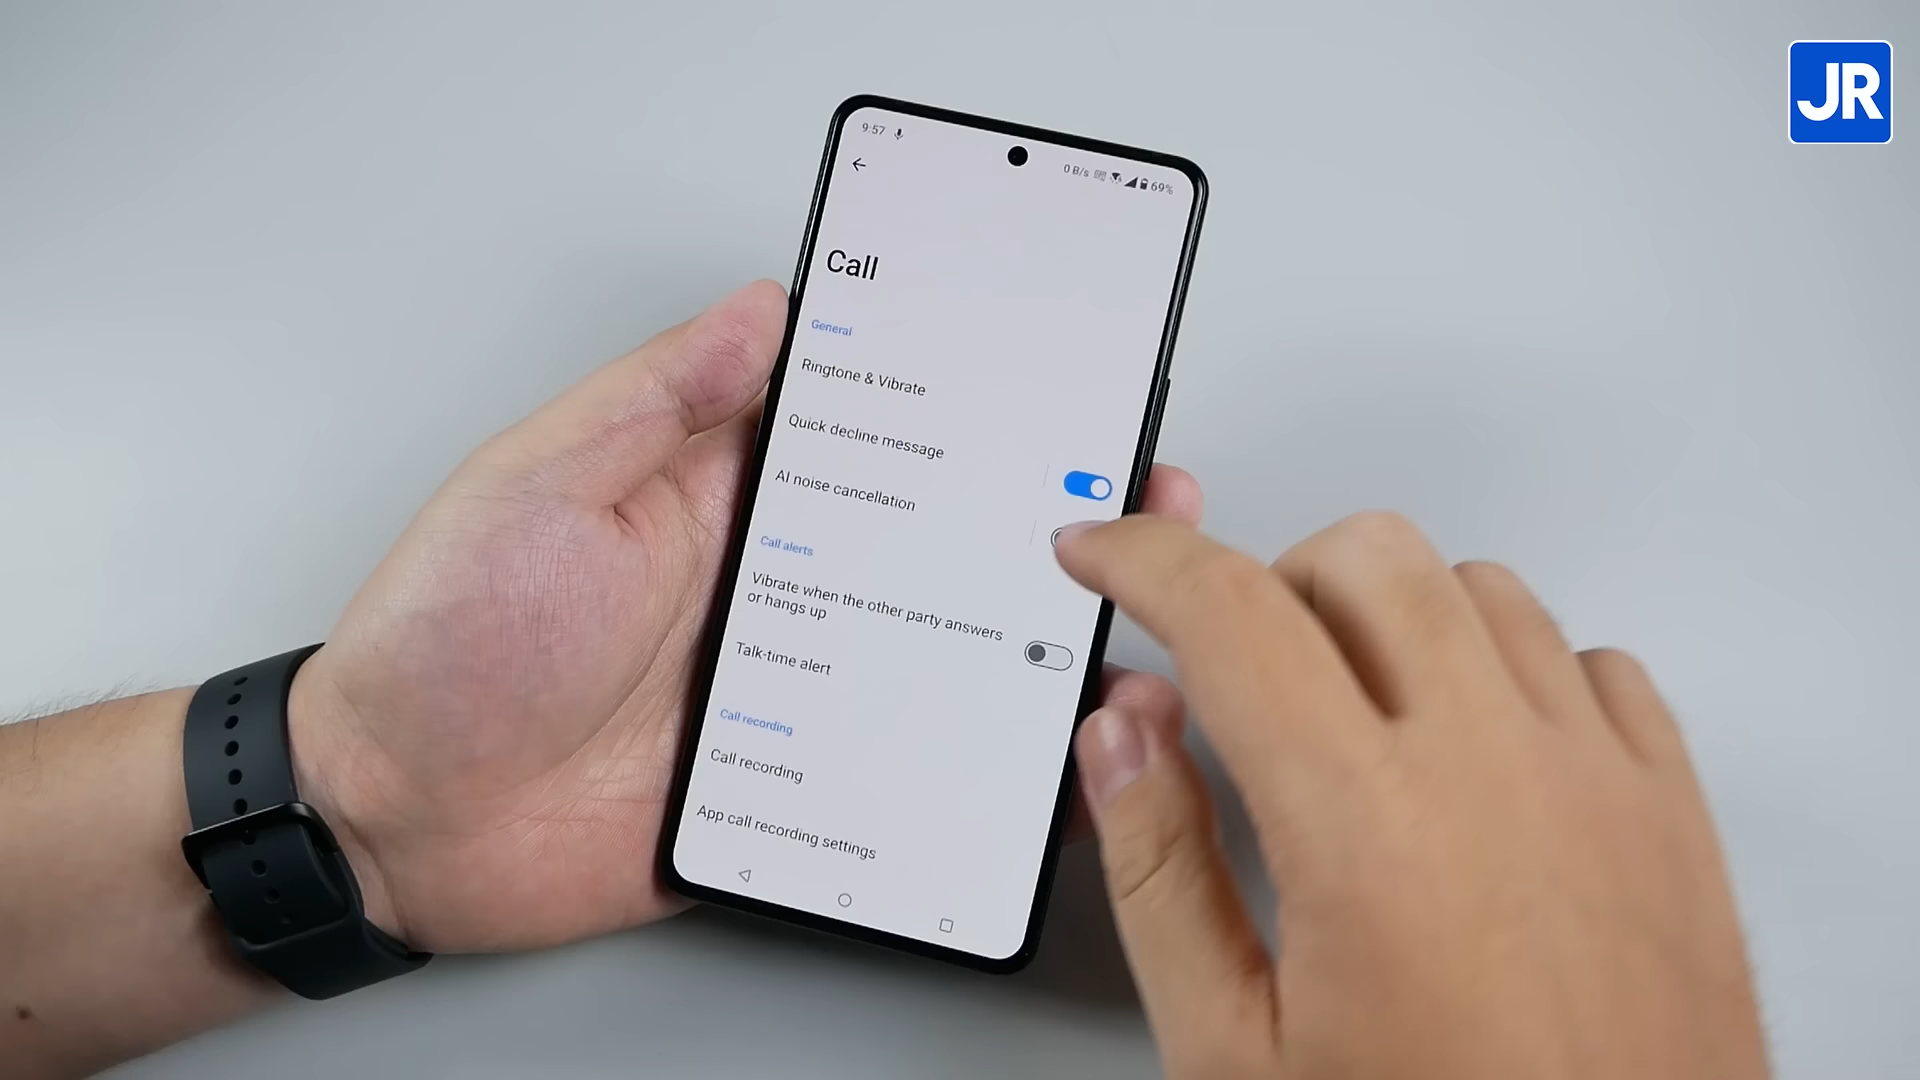 JR
9:57
0 B/s
69%
Call
General
Ringtone & Vibrate
Quick decline message
AI noise cancellation
Call alerts
Vibrate when the other party answers
or hangs up
Talk-time alert
Call recording
Call recording
App call recording settings